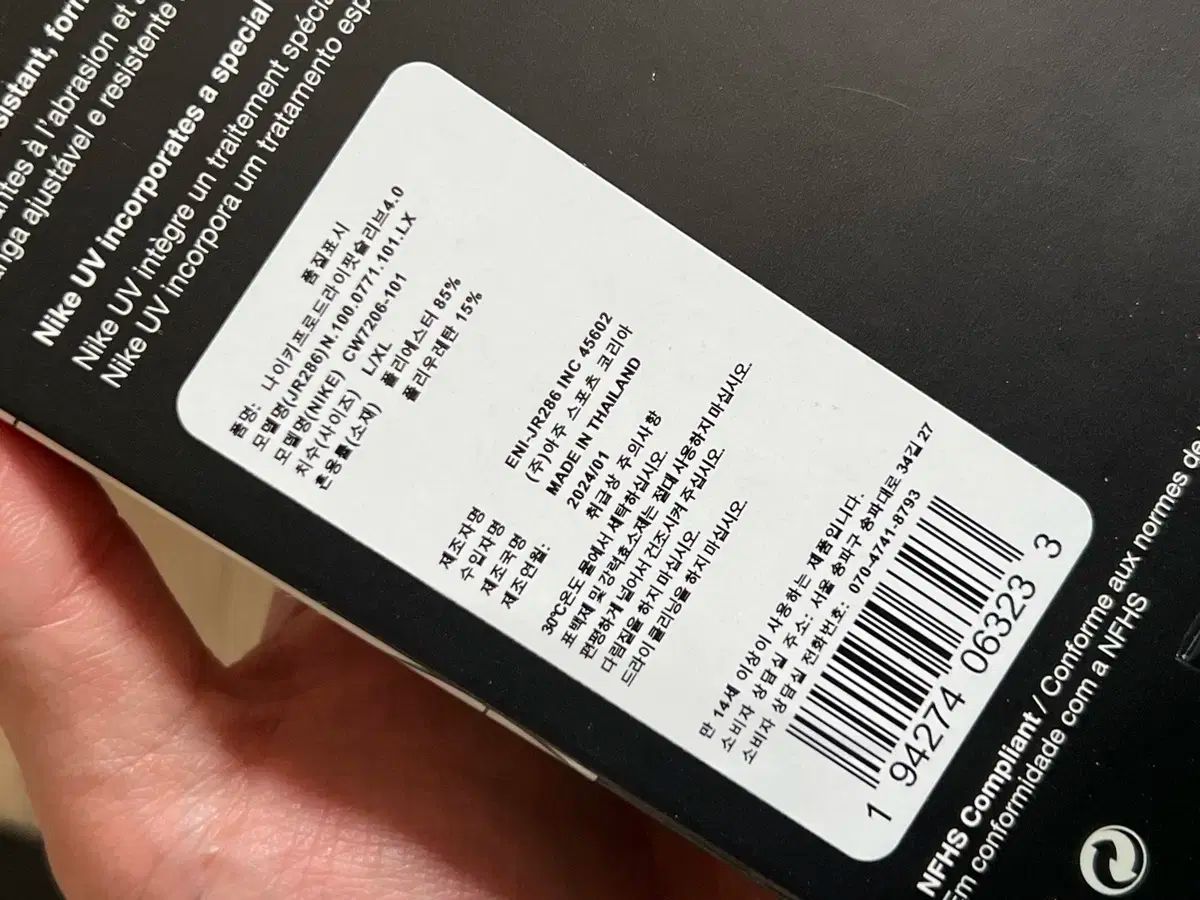 sistant, form
antes à l'abrasion et a
anga ajustável e resistente
Nike UV incorporates a special
Nike UV intègre un traitement spécia
Nike UV incorpora um tratamento esp
품질표시
품명: 나이키프로드라이핏슬리브4.0
모델명(JR286)N.100.0771.101.LX
모델명(NIKE) CW7206-101
치수(사이즈) L/XL
혼용률(소재) 폴리에스터 85%
폴리우레탄 15%
제조자명 ENI-JR286 INC 45602
수입자명 (주)아주 스포츠 코리아
제조국명 MADE IN THAILAND
제조연월: 2024/01
취급상 주의사항
30℃온도 물에서 세탁하십시오.
표백제 및 강력효소제는 절대 사용하지 마십시오.
편평하게 널어서 건조시켜 주십시오.
다림질을 하지 마십시오.
드라이 클리닝을 하지 마십시오.
만 14세 이상이 사용하는 제품입니다.
소비자 상담실 주소: 서울 송파구 송파대로 34길 27
소비자 상담실 전화번호: 070-4741-8793
1 94274 06323 3
NFHS Compliant / Conforme aux normes de
Em conformidade com a NFHS